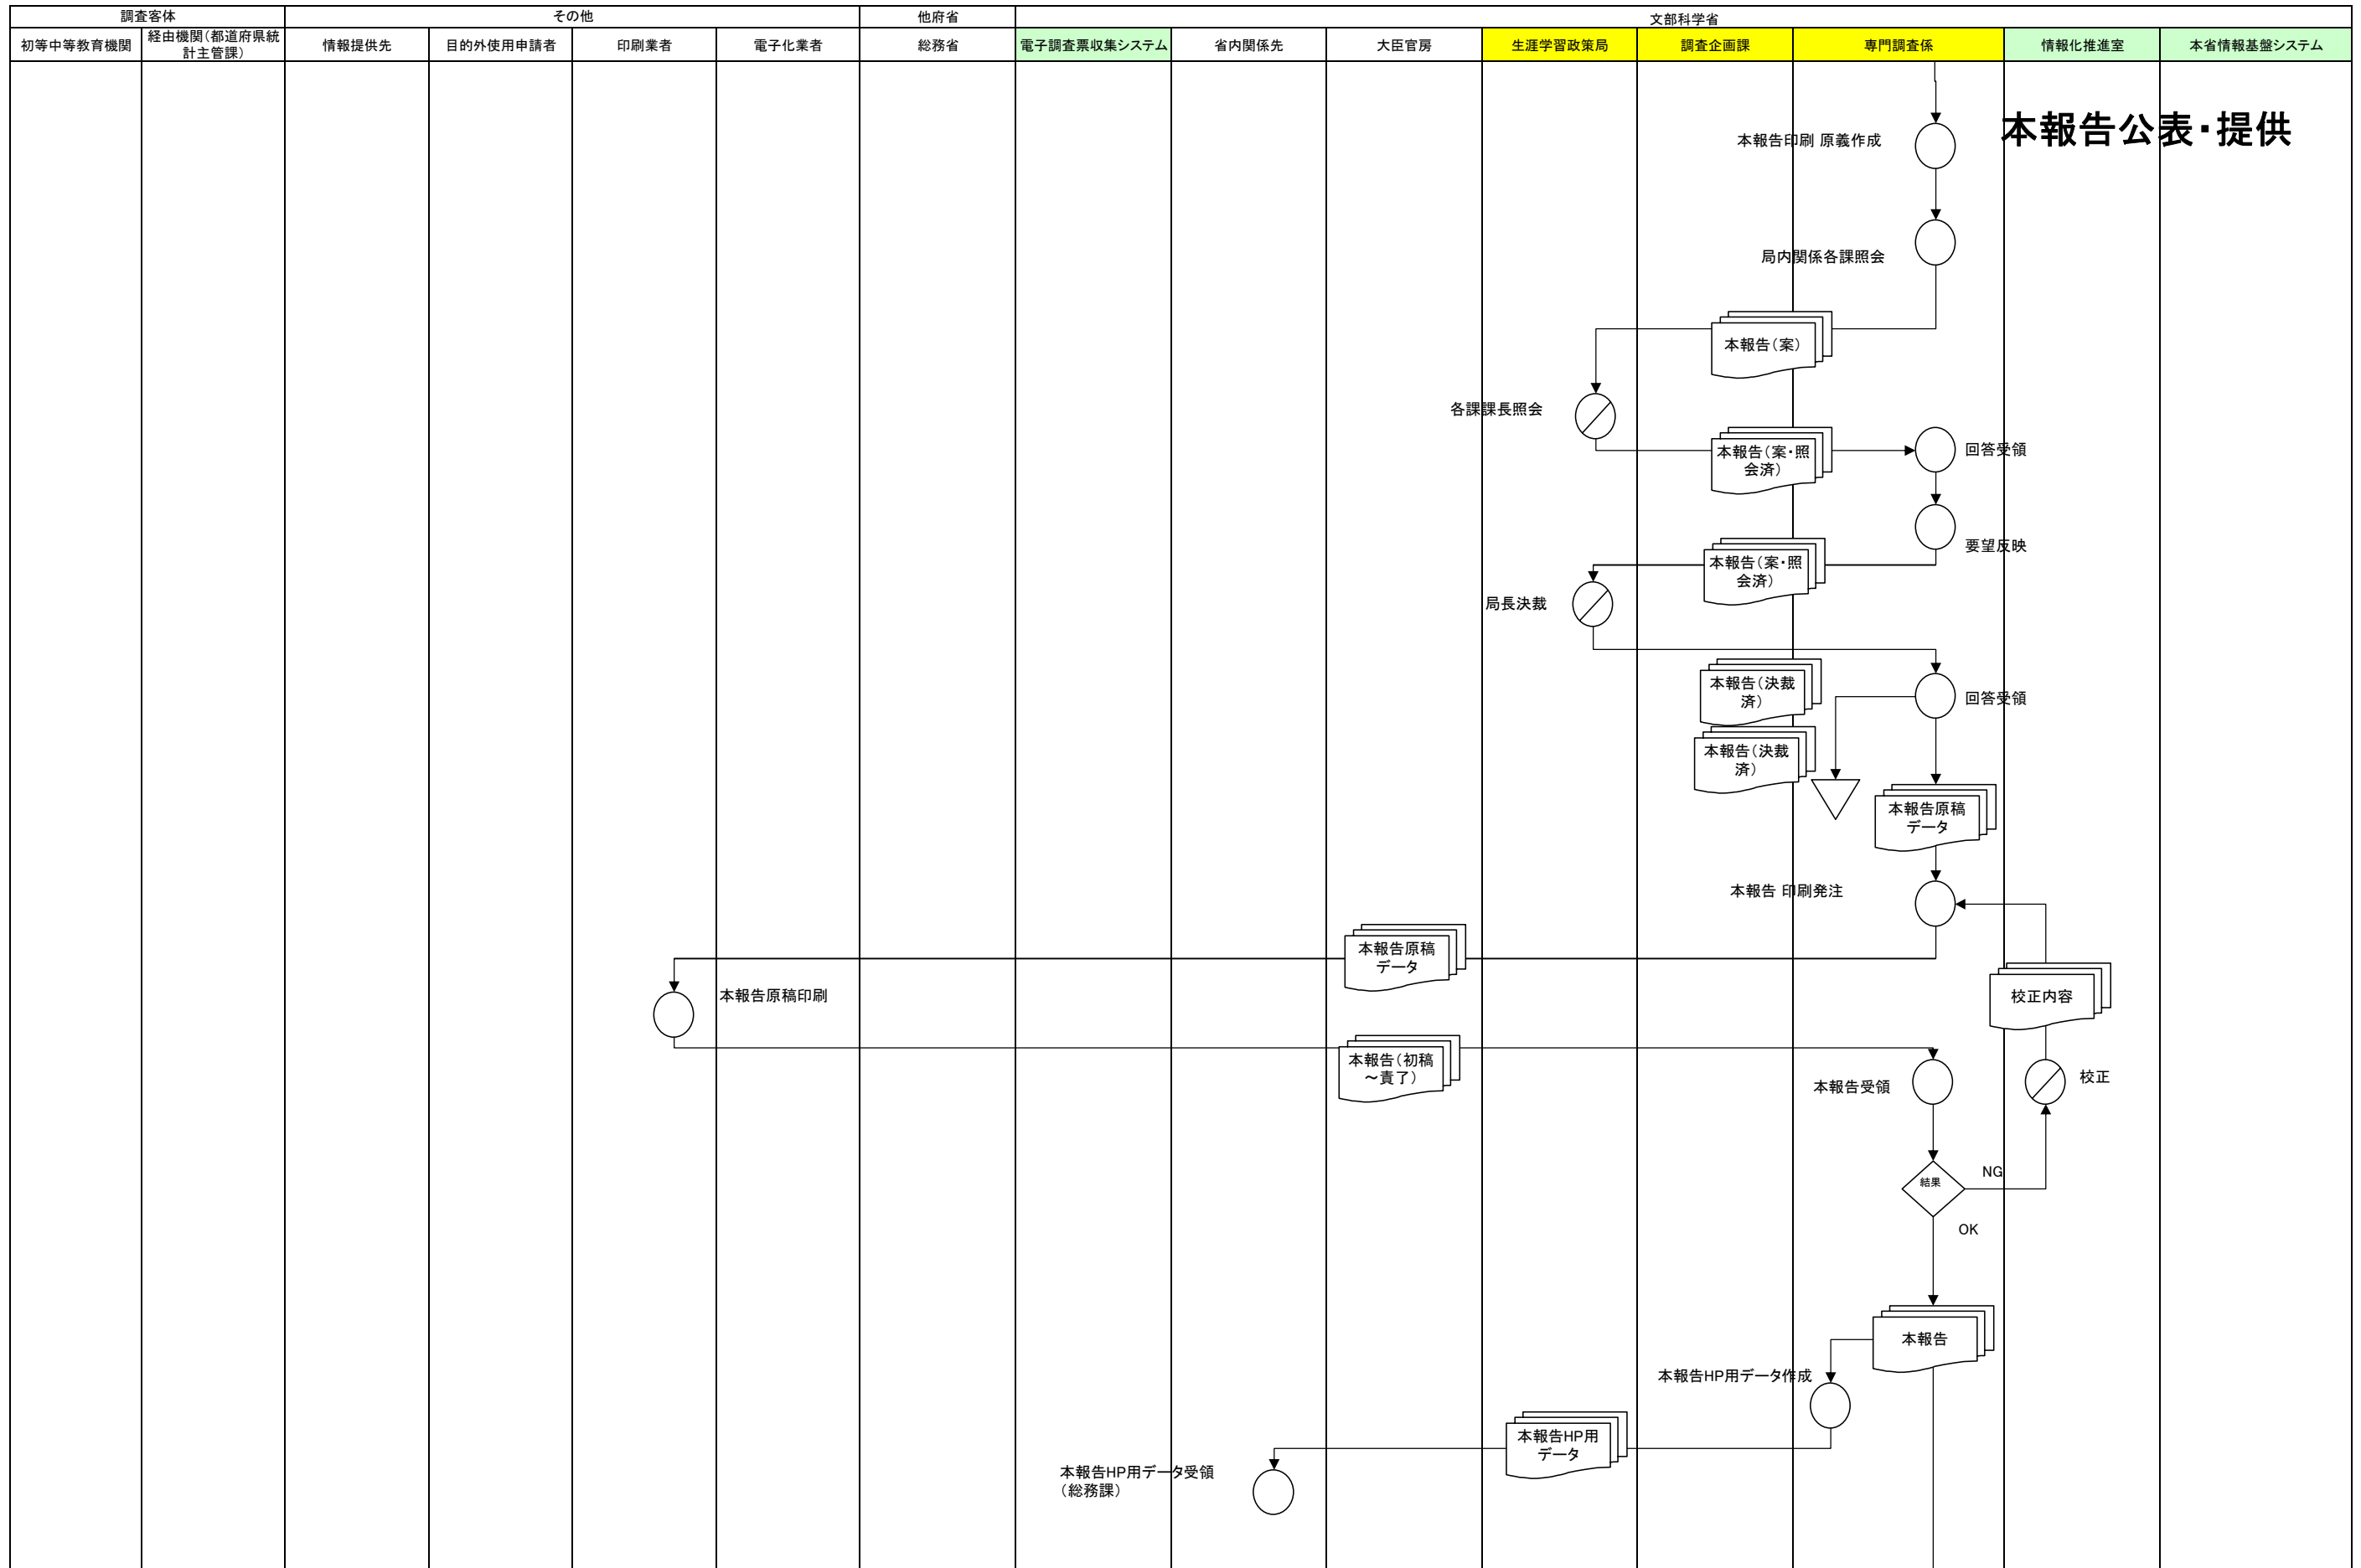 調査客体
その他
他府省
文部科学省
初等中等教育機関
経由機関(都道府県統
計主管課)
情報提供先
目的外使用申請者
印刷業者
電子化業者
総務省
電子調査票収集システム
省内関係先
大臣官房
生涯学習政策局
調査企画課
専門調査係
情報化推進室
本省情報基盤システム
本報告公表・提供
本報告印刷 原義作成
局内関係各課照会
本報告(案)
各課課長照会
本報告(案・照
会済)
回答受領
要望反映
本報告(案・照
会済)
局長決裁
本報告(決裁
済)
回答受領
本報告(決裁
済)
本報告原稿
データ
本報告 印刷発注
本報告原稿
データ
本報告原稿印刷
校正内容
本報告(初稿
~責了)
本報告受領
校正
結果
NG
OK
本報告
本報告HP用データ作成
本報告HP用
データ
本報告HP用データ受領
(総務課)